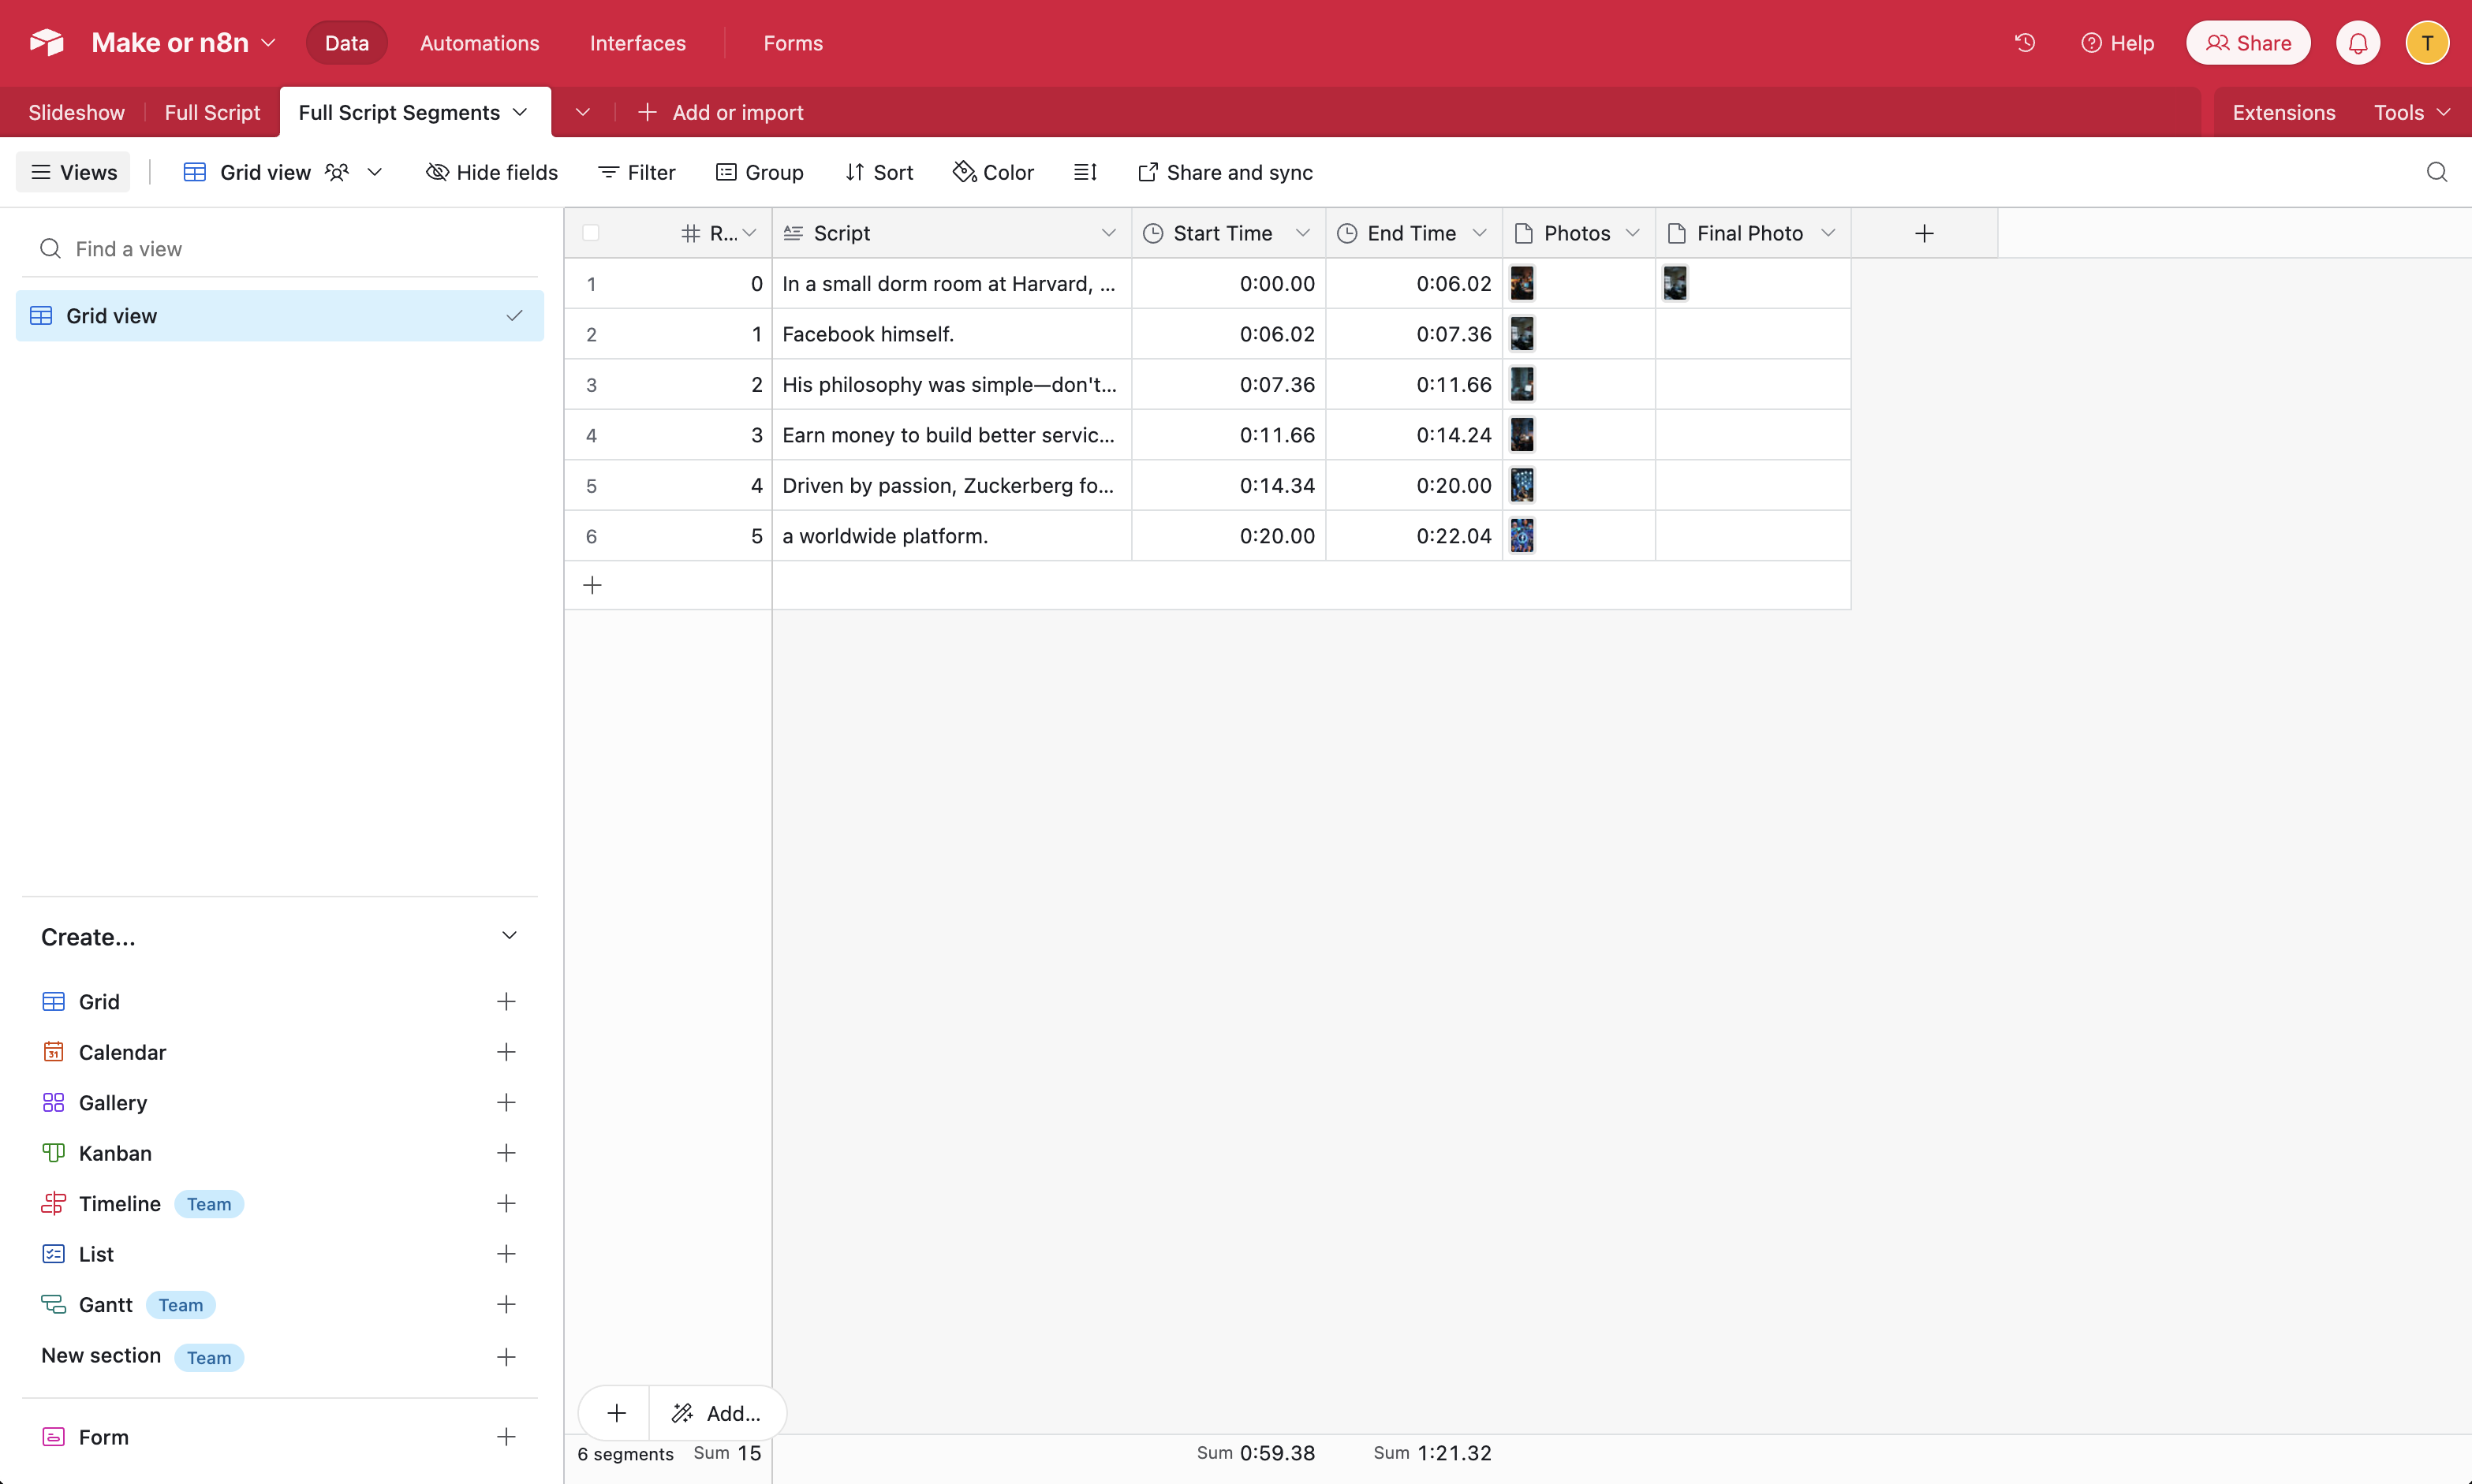 Make or n8n Data Automations Interfaces Forms Help Share T
Slideshow Full Script Full Script Segments Add or import Extensions Tools
Views Grid view Hide fields Filter Group Sort Color Share and sync
Find a view
Grid view
R... Script Start Time End Time Photos Final Photo
1 0 In a small dorm room at Harvard, ... 0:00.00 0:06.02
2 1 Facebook himself. 0:06.02 0:07.36
3 2 His philosophy was simple—don't... 0:07.36 0:11.66
4 3 Earn money to build better servic... 0:11.66 0:14.24
5 4 Driven by passion, Zuckerberg fo... 0:14.34 0:20.00
6 5 a worldwide platform. 0:20.00 0:22.04
Create...
Grid
31 Calendar
Gallery
Kanban
Timeline Team
List
Gantt Team
New section Team
Form
Add...
6 segments Sum 15 Sum 0:59.38 Sum 1:21.32